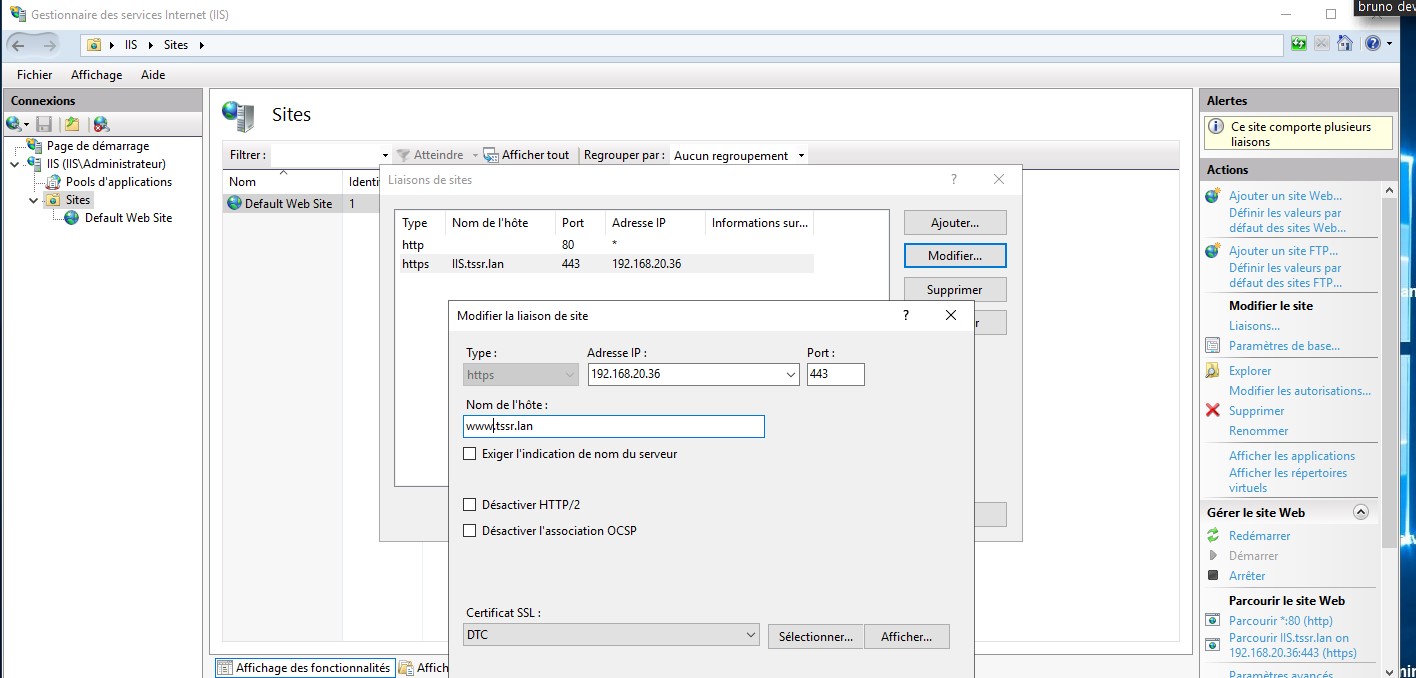 Gestionnaire des services Internet (IIS)
bruno dev
IIS
Sites
Fichier Affichage Aide
Connexions
Page de démarrage
IIS (IIS\Administrateur)
Pools d'applications
Sites
Default Web Site
Sites
Filtrer :
Atteindre
Afficher tout
Regrouper par :
Aucun regroupement
Nom
Default Web Site
1
Affichage des fonctionnalités
Liaisons de sites
?
Type Nom de l'hôte Port Adresse IP Informations sur...
http 80 *
https IIS.tssr.lan 443 192.168.20.36
Ajouter...
Modifier...
Supprimer
Modifier la liaison de site
?
Type : Adresse IP : Port :
https 192.168.20.36 443
Nom de l'hôte :
www.tssr.lan
Exiger l'indication de nom du serveur
Désactiver HTTP/2
Désactiver l'association OCSP
Certificat SSL :
DTC
Sélectionner...
Afficher...
Alertes
Ce site comporte plusieurs
liaisons
Actions
Ajouter un site Web...
Définir les valeurs par
défaut des sites Web...
Ajouter un site FTP...
Définir les valeurs par
défaut des sites FTP...
Modifier le site
Liaisons...
Paramètres de base...
Explorer
Modifier les autorisations...
Supprimer
Renommer
Afficher les applications
Afficher les répertoires
virtuels
Gérer le site Web
Redémarrer
Démarrer
Arrêter
Parcourir le site Web
Parcourir *:80 (http)
Parcourir IIS.tssr.lan on
192.168.20.36:443 (https)
Paramètres avancés